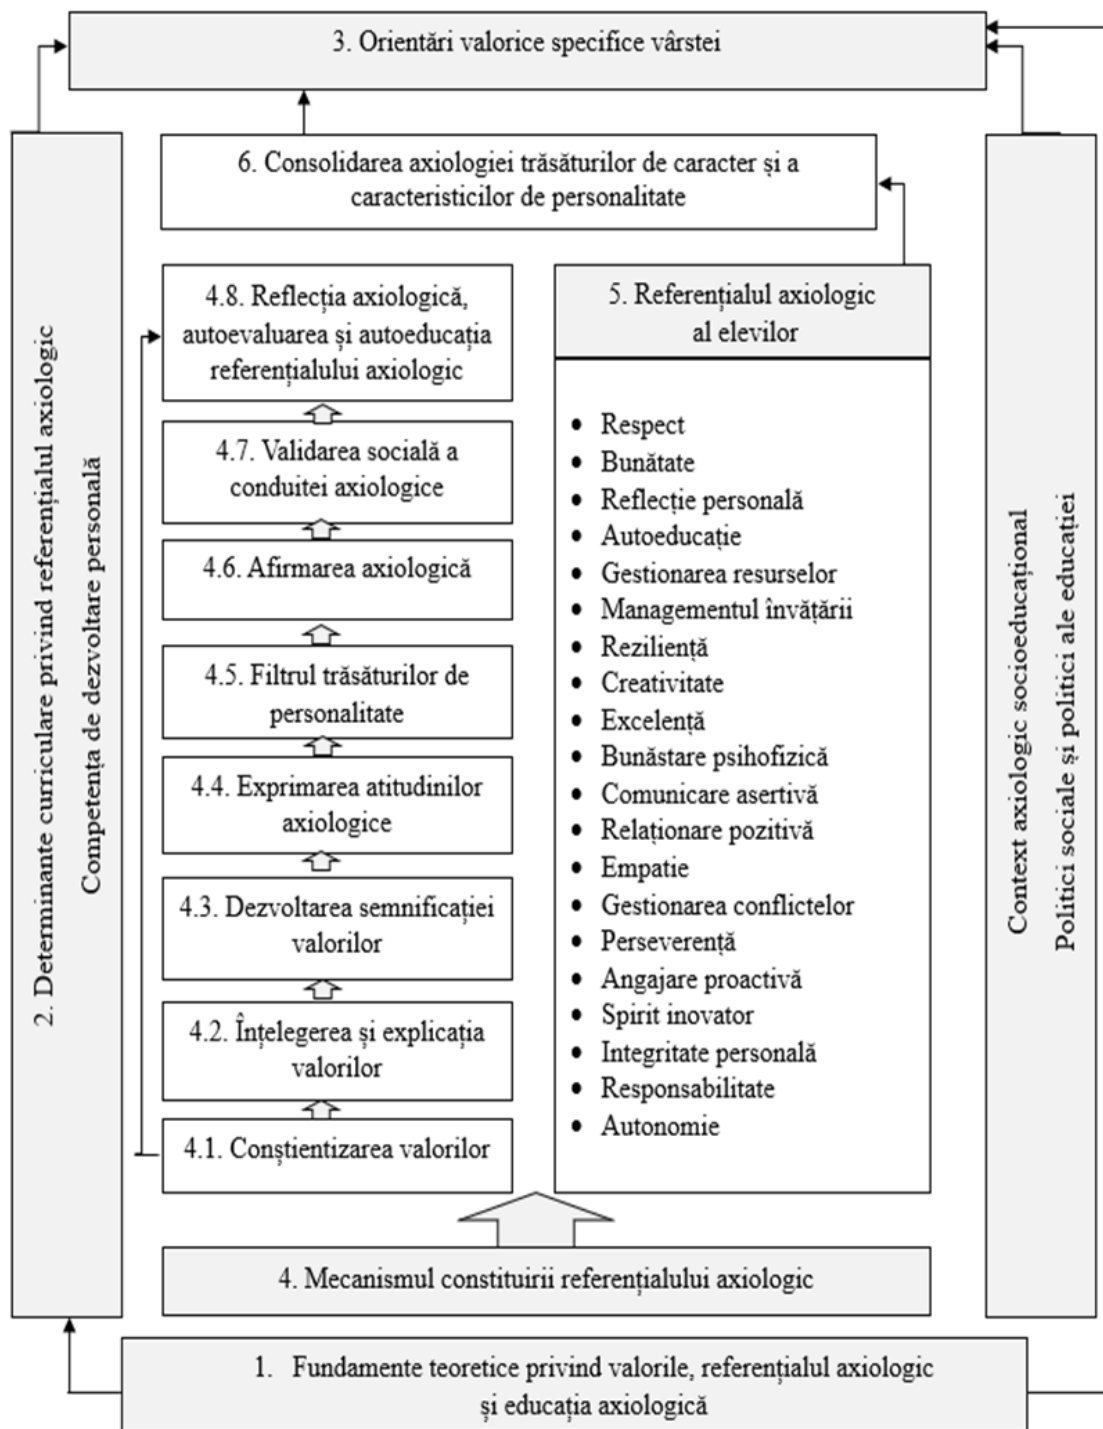 3. Orientări valorice specifice vârstei
6. Consolidarea axiologiei trăsăturilor de caracter și a
caracteristicilor de personalitate
2. Determinante curriculare privind referențialul axiologic
Competența de dezvoltare personală
4.8. Reflecția axiologică,
autoevaluarea și autoeducația
referențialului axiologic
4.7. Validarea socială a
conduitei axiologice
4.6. Afirmarea axiologică
4.5. Filtrul trăsăturilor de
personalitate
4.4. Exprimarea atitudinilor
axiologice
4.3. Dezvoltarea semnificației
valorilor
4.2. Înțelegerea și explicația
valorilor
4.1. Conștientizarea valorilor
5. Referențialul axiologic
al elevilor
• Respect
• Bunătate
• Reflecție personală
• Autoeducație
• Gestionarea resurselor
• Managementul învățării
• Reziliență
• Creativitate
• Excelență
• Bunăstare psihofizică
• Comunicare asertivă
• Relaționare pozitivă
• Empatie
• Gestionarea conflictelor
• Perseverență
• Angajare proactivă
• Spirit inovator
• Integritate personală
• Responsabilitate
• Autonomie
Context axiologic socioeducațional
Politici sociale și politici ale educației
4. Mecanismul constituirii referențialului axiologic
1. Fundamente teoretice privind valorile, referențialul axiologic
și educația axiologică